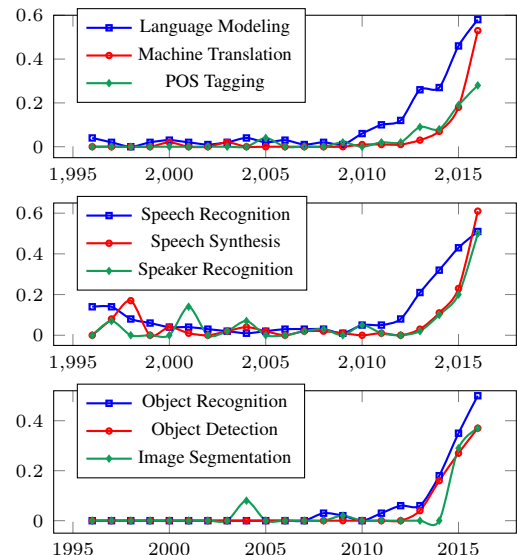 0.6
Language Modeling
Machine Translation
0.4
POS Tagging
0.2
0
1,995 2,000 2,005 2,010 2,015
0.6
Speech Recognition
Speech Synthesis
0.4
Speaker Recognition
0.2
0
1,995 2,000 2,005 2,010 2,015
Object Recognition
0.4
Object Detection
Image Segmentation
0.2
0
1995 2000 2005 2010 2015